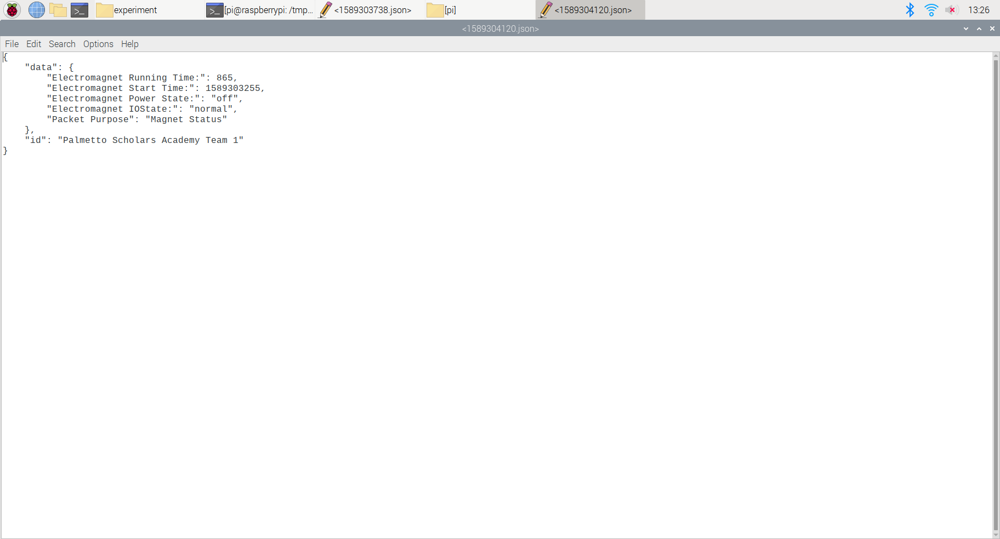 experiment
[pi@raspberrypi: /tmp...
<1589303738.json>
[pi]
<1589304120.json>
13:26
<1589304120.json>
File Edit Search Options Help
{
    "data": {
        "Electromagnet Running Time:": 865,
        "Electromagnet Start Time:": 1589303255,
        "Electromagnet Power State:": "off",
        "Electromagnet IOState:": "normal",
        "Packet Purpose": "Magnet Status"
    },
    "id": "Palmetto Scholars Academy Team 1"
}